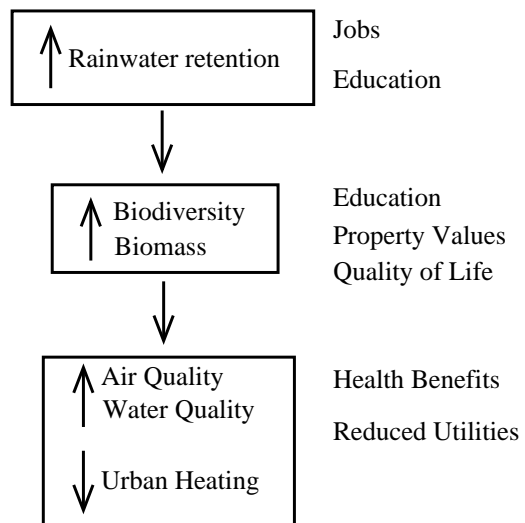 Jobs
Rainwater retention
Education
Education
Biodiversity
Property Values
Biomass
Quality of Life
Air Quality
Health Benefits
Water Quality
Reduced Utilities
Urban Heating